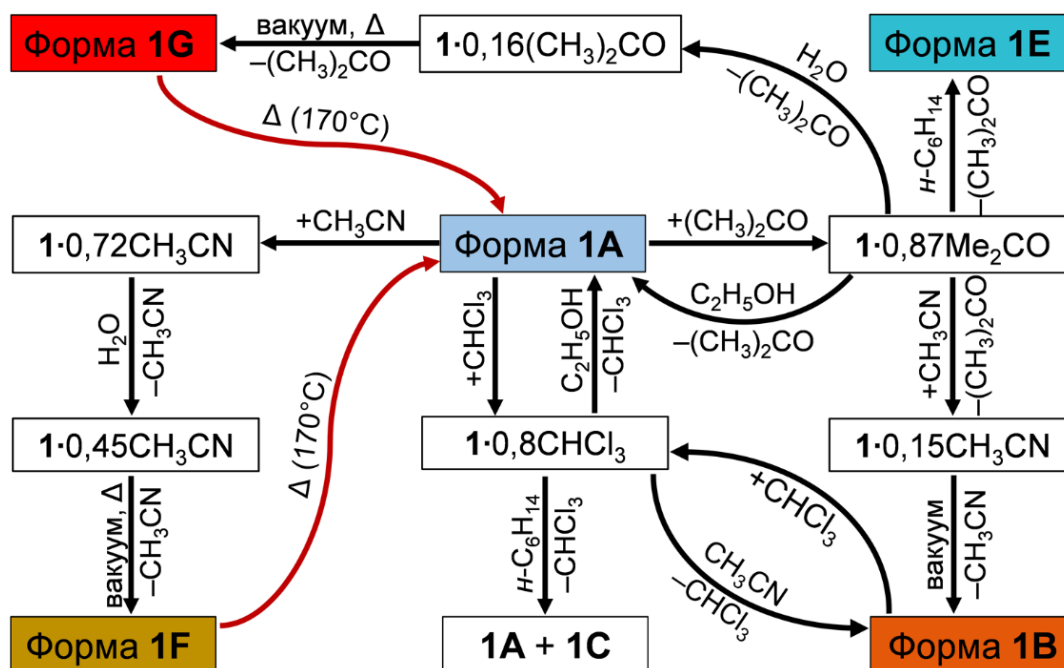 Форма 1G
вакуум, Δ
–(CH₃)₂CO
1·0,16(CH₃)₂CO
H₂O
–(CH₃)₂CO
Форма 1E
Δ (170°C)
н-C₆H₁₄
–(CH₃)₂CO
1·0,72CH₃CN
+CH₃CN
Форма 1A
+(CH₃)₂CO
1·0,87Me₂CO
C₂H₅OH
–(CH₃)₂CO
H₂O
–CH₃CN
+CHCl₃
C₂H₅OH
–CHCl₃
+CH₃CN
–(CH₃)₂CO
1·0,45CH₃CN
Δ (170°C)
1·0,8CHCl₃
1·0,15CH₃CN
вакуум, Δ
–CH₃CN
н-C₆H₁₄
–CHCl₃
CH₃CN
–CHCl₃
+CHCl₃
вакуум
–CH₃CN
Форма 1F
1A + 1C
Форма 1B